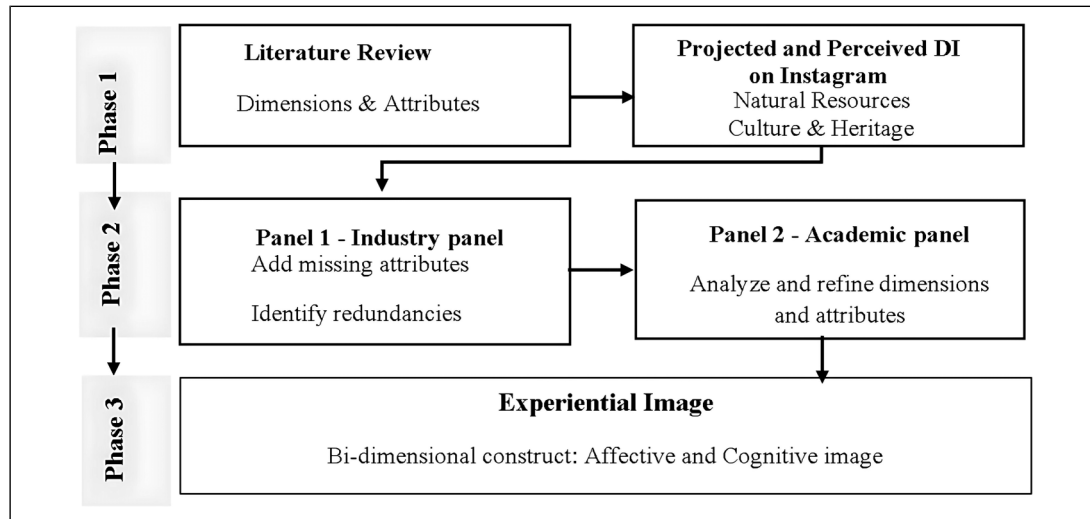 Phase 1
Literature Review
Dimensions & Attributes
Projected and Perceived DI
on Instagram
Natural Resources
Culture & Heritage
Phase 2
Panel 1 - Industry panel
Add missing attributes
Identify redundancies
Panel 2 - Academic panel
Analyze and refine dimensions
and attributes
Phase 3
Experiential Image
Bi-dimensional construct: Affective and Cognitive image